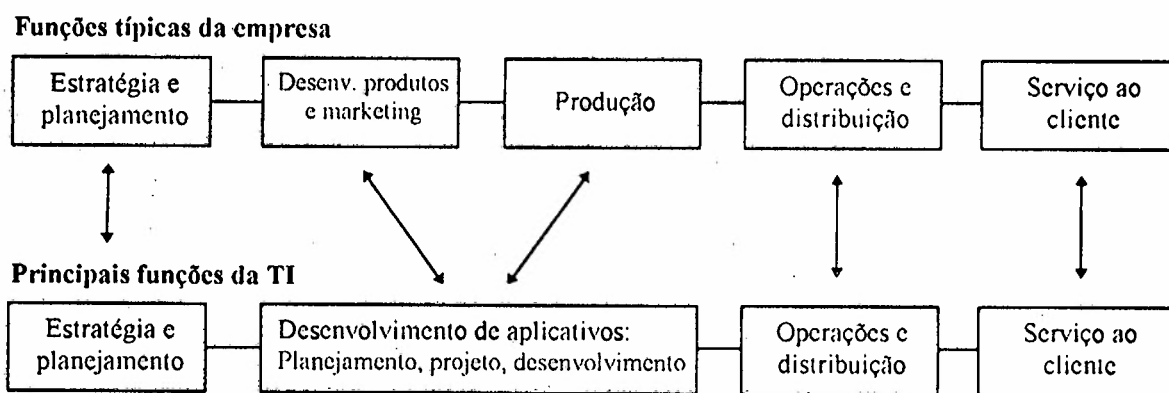 Funções típicas da empresa
Estratégia e
planejamento
Desenv. produtos
e marketing
Produção
Operações e
distribuição
Serviço ao
cliente
Principais funções da TI
Estratégia e
planejamento
Desenvolvimento de aplicativos:
Planejamento, projeto, desenvolvimento
Operações e
distribuição
Serviço ao
cliente